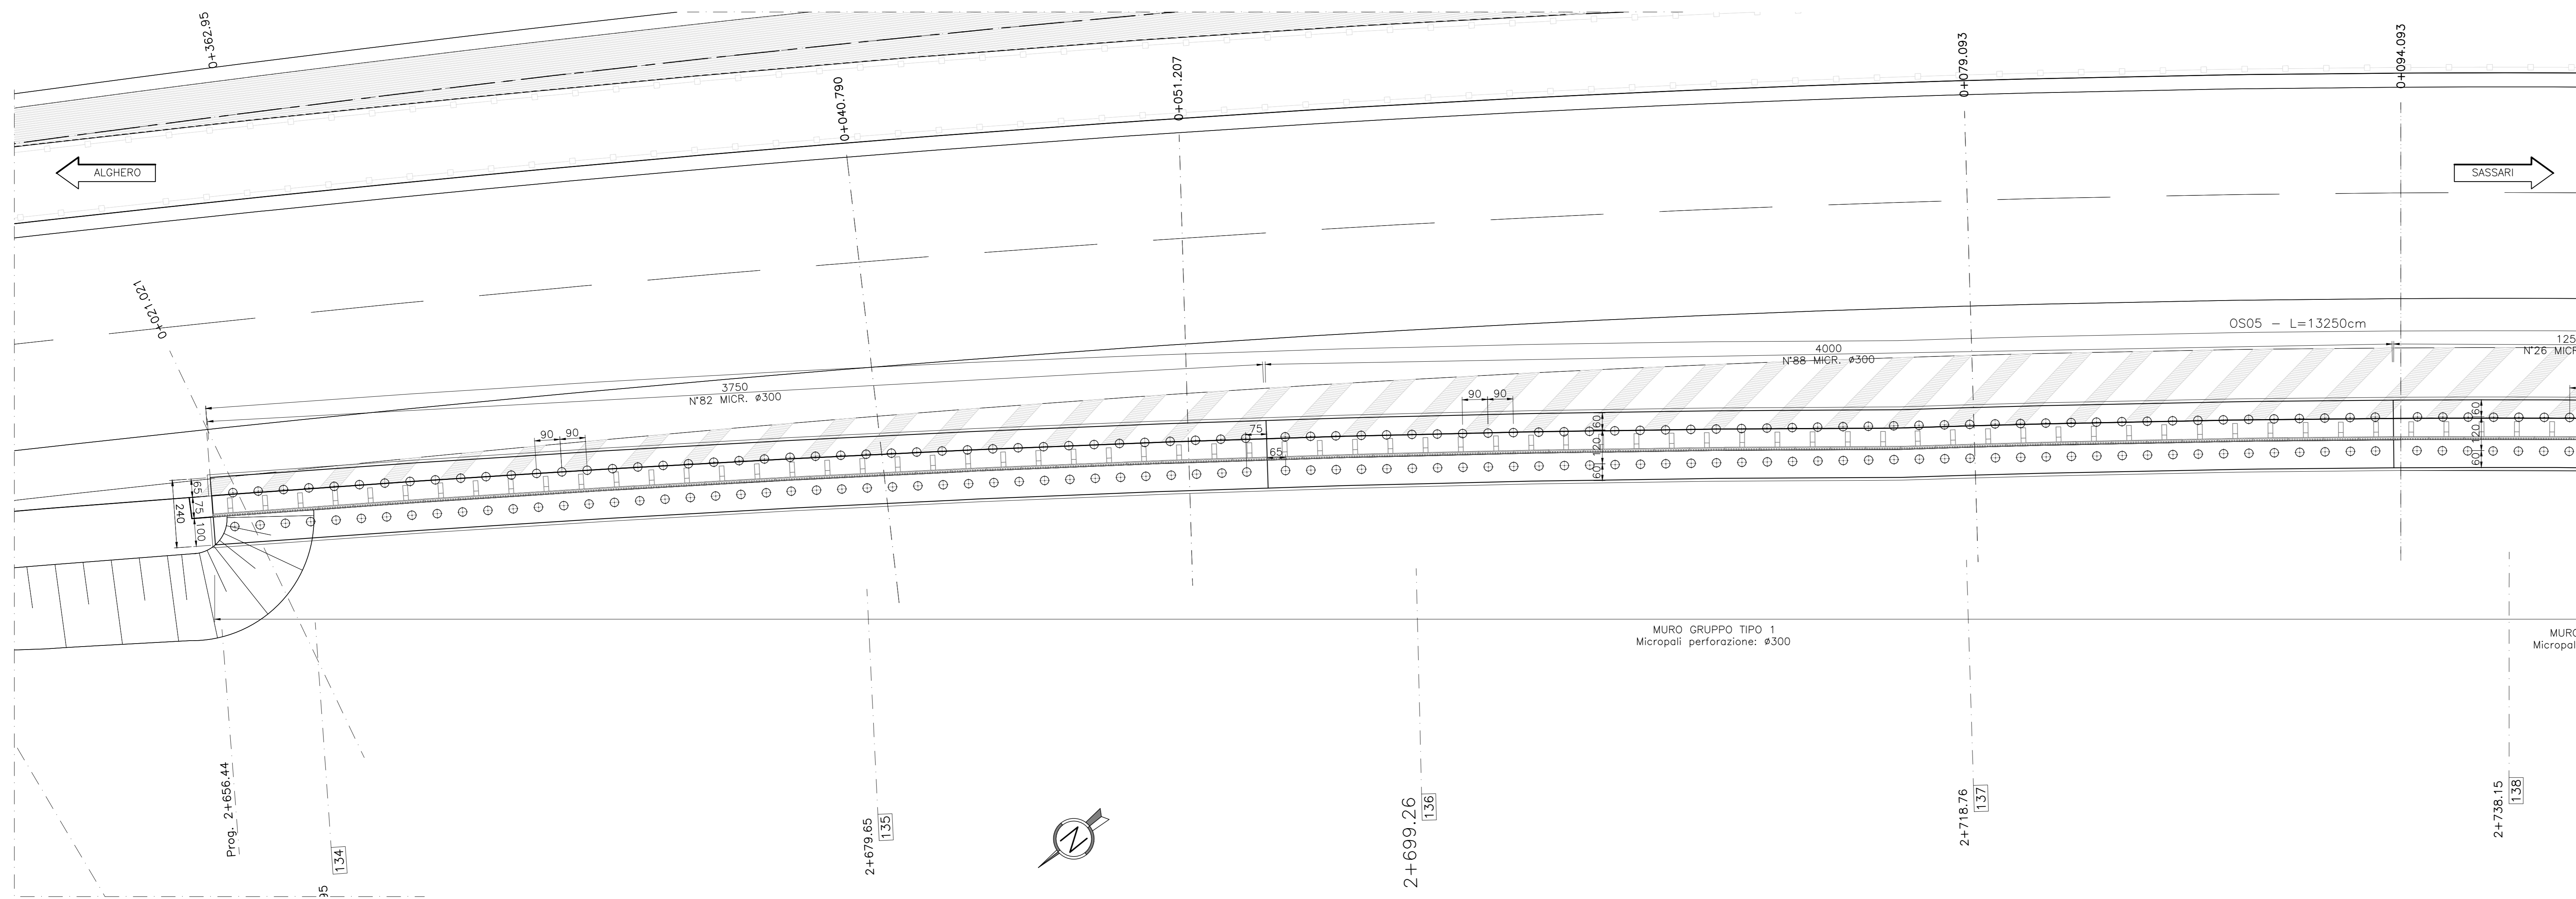 0+362.95
0+040.790
0+051.207
0+079.093
0+094.093
ALGHERO
SASSARI
0+021.021
OS05 - L=13250cm
3750
N°82 MICR. ø300
4000
N°88 MICR. ø300
125
N°26 MICR
90
90
90
90
75
65
60
120
60
60
120
60
65
75
100
240
MURO GRUPPO TIPO 1
Micropali perforazione: ø300
MURO
Micropali
Prog. 2+656.44
134
95
2+679.65
135
N
2+699.26
136
2+718.76
137
2+738.15
138